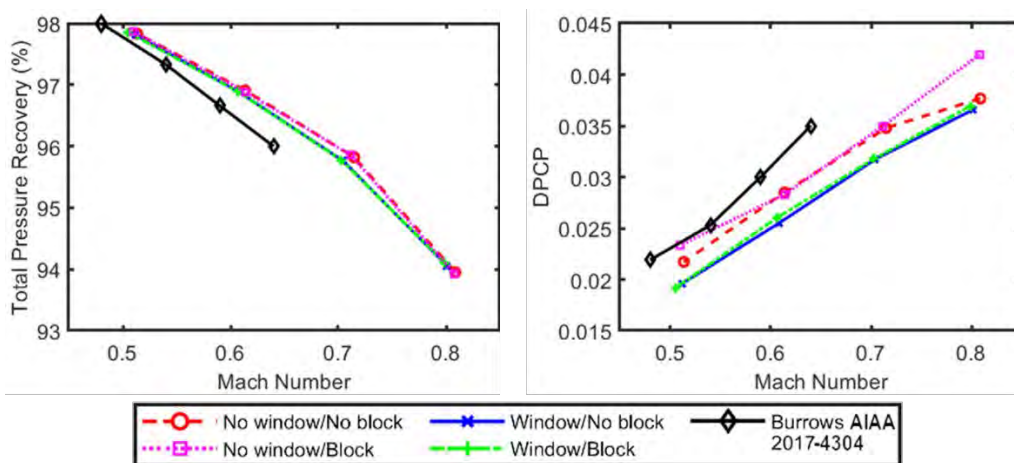 98
97
96
95
94
93
Total Pressure Recovery (%)
0.5 0.6 0.7 0.8
Mach Number
0.045
0.04
0.035
0.03
0.025
0.02
0.015
DPCP
0.5 0.6 0.7 0.8
Mach Number
No window/No block Window/No block Burrows AIAA
No window/Block Window/Block 2017-4304